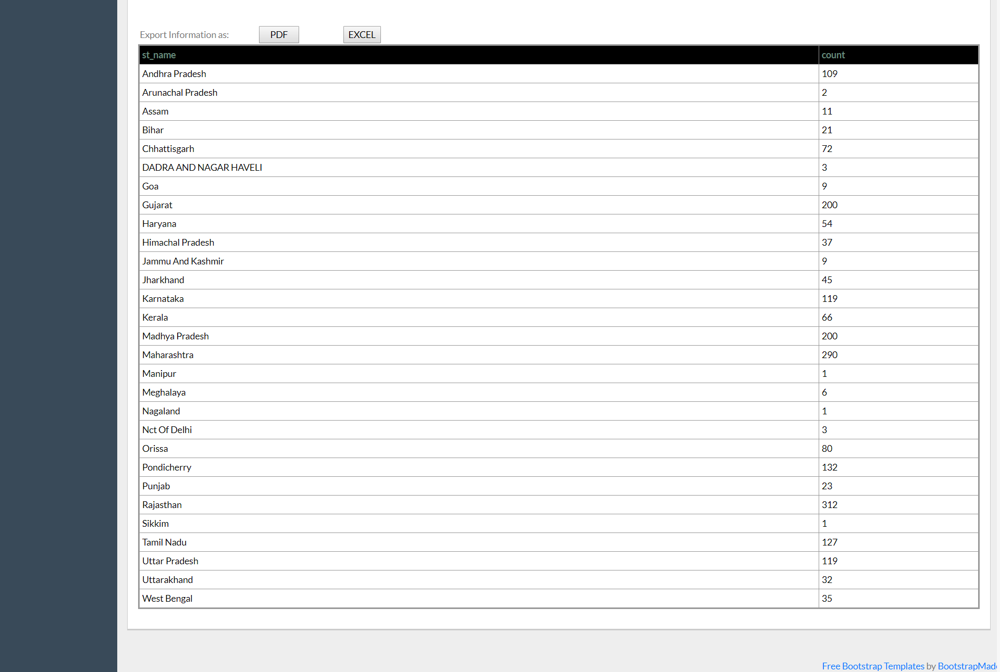 Export Information as: PDF EXCEL
st_name count
Andhra Pradesh 109
Arunachal Pradesh 2
Assam 11
Bihar 21
Chhattisgarh 72
DADRA AND NAGAR HAVELI 3
Goa 9
Gujarat 200
Haryana 54
Himachal Pradesh 37
Jammu And Kashmir 9
Jharkhand 45
Karnataka 119
Kerala 66
Madhya Pradesh 200
Maharashtra 290
Manipur 1
Meghalaya 6
Nagaland 1
Nct Of Delhi 3
Orissa 80
Pondicherry 132
Punjab 23
Rajasthan 312
Sikkim 1
Tamil Nadu 127
Uttar Pradesh 119
Uttarakhand 32
West Bengal 35
Free Bootstrap Templates by BootstrapMad